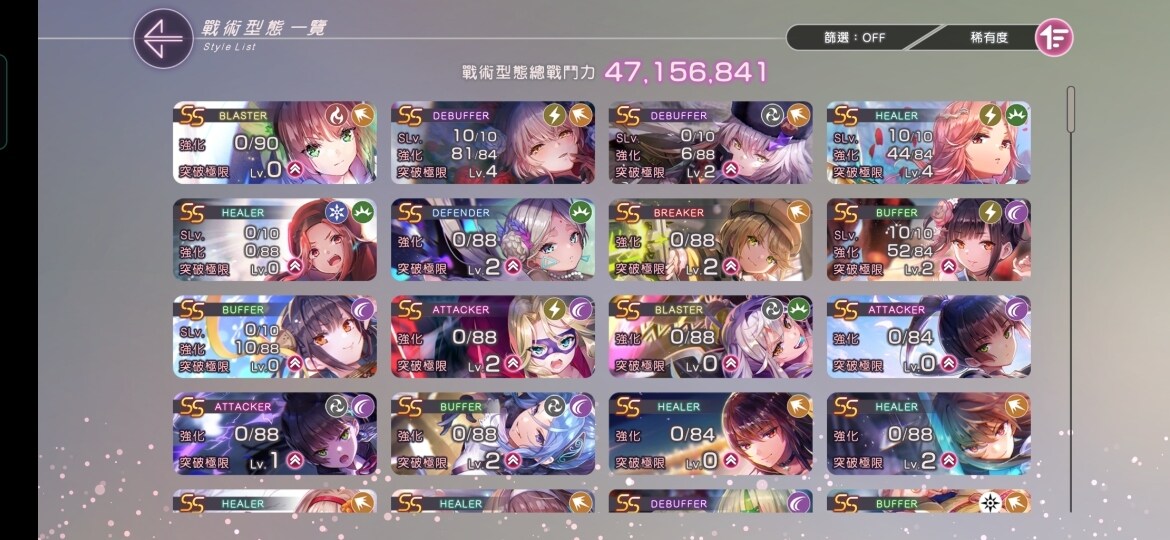 戰術型態一覽
Style List
篩選：OFF
稀有度
戰術型態總戰鬥力 47,156,841
SS BLASTER
強化 0/90
突破極限 Lv.0
SS DEBUFFER
SLv. 10/10
強化 81/84
突破極限 Lv.4
SS DEBUFFER
SLv. 0/10
強化 6/88
突破極限 Lv.2
SS HEALER
SLv. 10/10
強化 44/84
突破極限 Lv.4
SS HEALER
SLv. 0/10
強化 0/88
突破極限 Lv.0
SS DEFENDER
強化 0/88
突破極限 Lv.2
SS BREAKER
強化 0/88
突破極限 Lv.2
SS BUFFER
SLv. 10/10
強化 52/84
突破極限 Lv.2
SS BUFFER
SLv. 0/10
強化 10/88
突破極限 Lv.0
SS ATTACKER
強化 0/88
突破極限 Lv.2
SS BLASTER
強化 0/88
突破極限 Lv.0
SS ATTACKER
強化 0/84
突破極限 Lv.0
SS ATTACKER
強化 0/88
突破極限 Lv.1
SS BUFFER
強化 0/88
突破極限 Lv.2
SS HEALER
強化 0/84
突破極限 Lv.0
SS HEALER
強化 0/88
突破極限 Lv.2
SS HEALER
SS HEALER
SS DEBUFFER
SS BUFFER